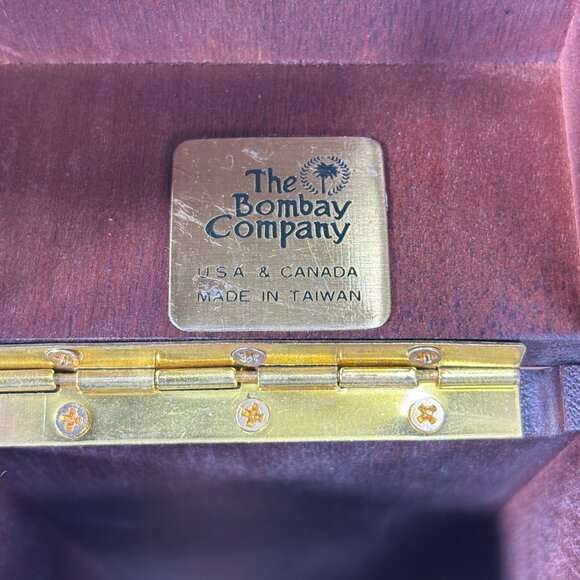 The
Bombay
Company
U.S.A & CANADA
MADE IN TAIWAN